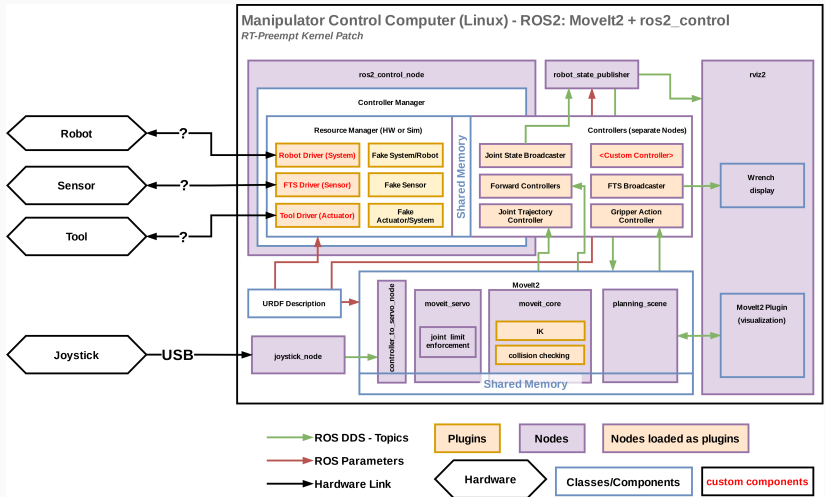 Manipulator Control Computer (Linux) - ROS2: MoveIt2 + ros2_control
RT-Preempt Kernel Patch
ros2_control_node
robot_state_publisher
rviz2
Controller Manager
Resource Manager (HW or Sim)
Controllers (separate Nodes)
Shared Memory
Robot
?
Robot Driver (System)
Fake System/Robot
Joint State Broadcaster
<Custom Controller>
Sensor
?
FTS Driver (Sensor)
Fake Sensor
Forward Controllers
FTS Broadcaster
Wrench
display
Tool
?
Tool Driver (Actuator)
Fake
Actuator/System
Joint Trajectory
Controller
Gripper Action
Controller
MoveIt2
URDF Description
controller_to_servo_node
moveit_servo
moveit_core
planning_scene
MoveIt2 Plugin
(visualization)
joint limit
enforcement
IK
collision checking
Joystick
USB
joystick_node
Shared Memory
ROS DDS - Topics
Plugins
Nodes
Nodes loaded as plugins
ROS Parameters
Hardware Link
Hardware
Classes/Components
custom components